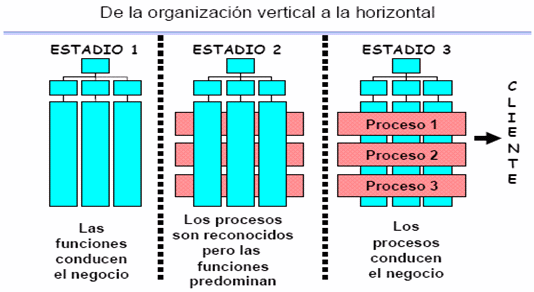 De la organización vertical a la horizontal
ESTADIO 1
Las
funciones
conducen
el negocio
ESTADIO 2
Los procesos
son reconocidos
pero las
funciones
predominan
ESTADIO 3
Proceso 1
Proceso 2
Proceso 3
Los
procesos
conducen
el negocio
CLIENTE